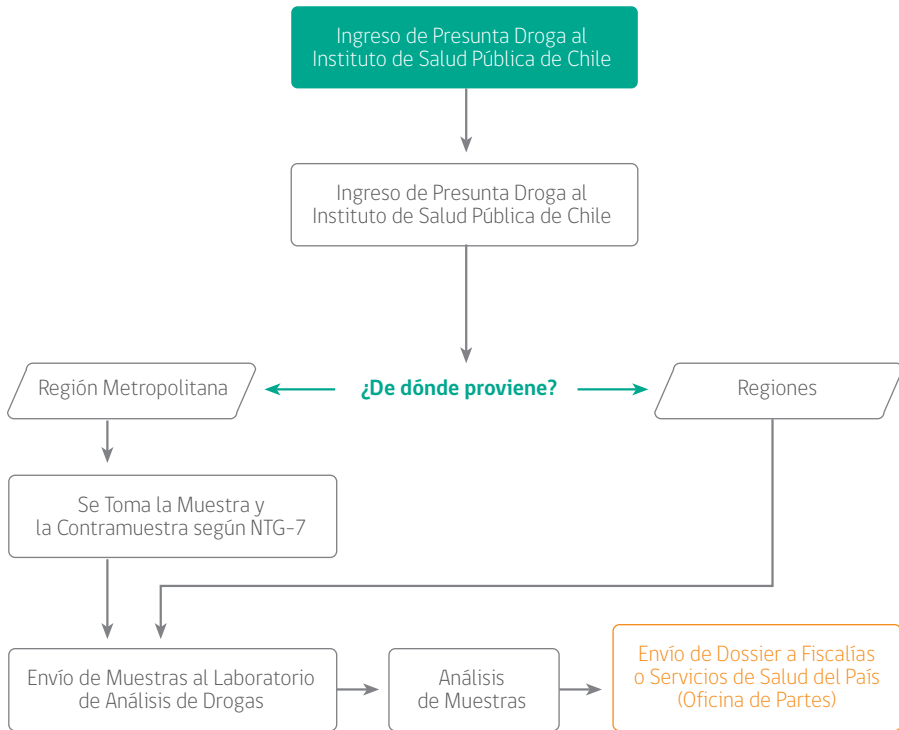 Ingreso de Presunta Droga al
Instituto de Salud Pública de Chile
Ingreso de Presunta Droga al
Instituto de Salud Pública de Chile
Región Metropolitana
¿De dónde proviene?
Regiones
Se Toma la Muestra y
la Contramuestra según NTG-7
Envío de Muestras al Laboratorio
de Análisis de Drogas
Análisis
de Muestras
Envío de Dossier a Fiscalías
o Servicios de Salud del País
(Oficina de Partes)